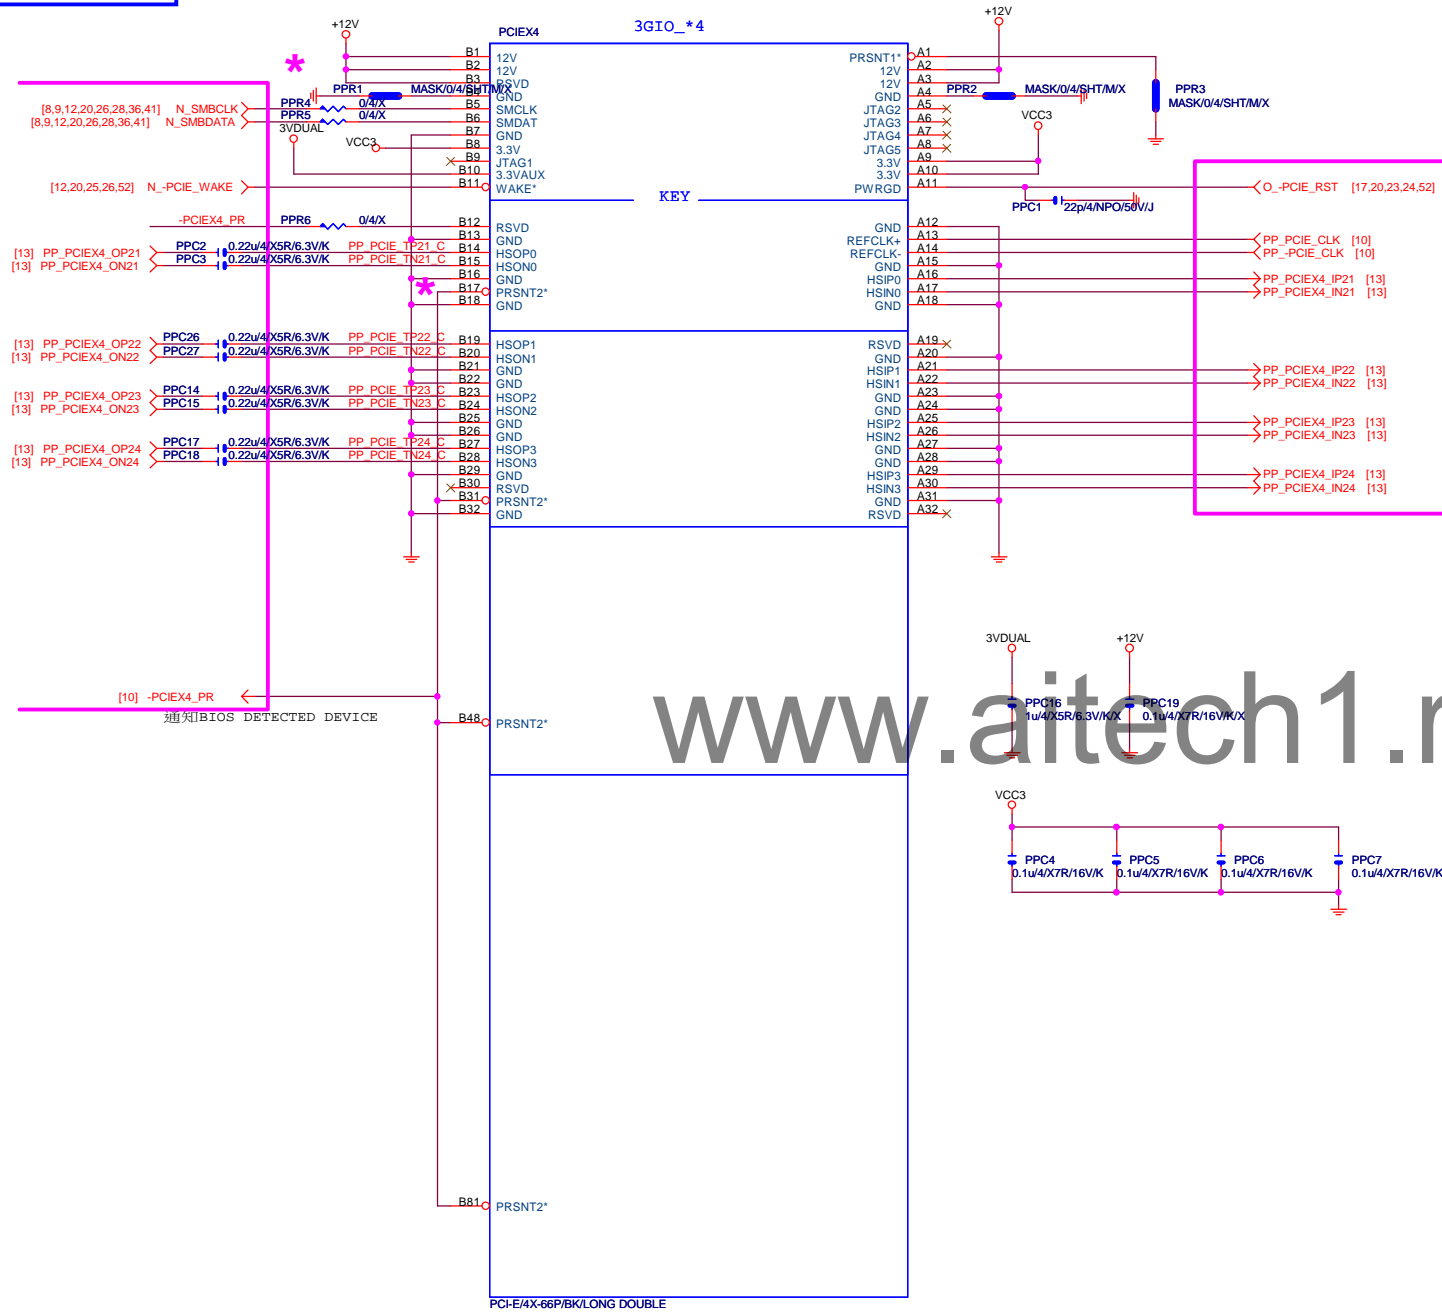 3GIO_*4
PCIEX4
+12V
+12V
*
B1 12V
B2 12V
B3 RSVD
B4 GND
B5 SMCLK
B6 SMDAT
B7 GND
B8 3.3V
B9 JTAG1
B10 3.3VAUX
B11 WAKE*
KEY
B12 RSVD
B13 GND
B14 HSOP0
B15 HSON0
B16 GND
B17 PRSNT2*
B18 GND
B19 HSOP1
B20 HSON1
B21 GND
B22 GND
B23 HSOP2
B24 HSON2
B25 GND
B26 GND
B27 HSOP3
B28 HSON3
B29 GND
B30 RSVD
B31 PRSNT2*
B32 GND
B48 PRSNT2*
B81 PRSNT2*
PRSNT1* A1
12V A2
12V A3
GND A4
JTAG2 A5
JTAG3 A6
JTAG4 A7
JTAG5 A8
3.3V A9
3.3V A10
PWRGD A11
GND A12
REFCLK+ A13
REFCLK- A14
GND A15
HSIP0 A16
HSIN0 A17
GND A18
RSVD A19
GND A20
HSIP1 A21
HSIN1 A22
GND A23
GND A24
HSIP2 A25
HSIN2 A26
GND A27
GND A28
HSIP3 A29
HSIN3 A30
GND A31
RSVD A32
PPR1 MASK/0/4/SHT/M/X
[8,9,12,20,26,28,36,41] N_SMBCLK PPR4 0/4/X
[8,9,12,20,26,28,36,41] N_SMBDATA PPR5 0/4/X
3VDUAL
VCC3
[12,20,25,26,52] N_-PCIE_WAKE
-PCIEX4_PR PPR6 0/4/X
[13] PP_PCIEX4_OP21 PPC2 0.22u/4/X5R/6.3V/K PP_PCIE_TP21_C
[13] PP_PCIEX4_ON21 PPC3 0.22u/4/X5R/6.3V/K PP_PCIE_TN21_C
*
[13] PP_PCIEX4_OP22 PPC26 0.22u/4/X5R/6.3V/K PP_PCIE_TP22_C
[13] PP_PCIEX4_ON22 PPC27 0.22u/4/X5R/6.3V/K PP_PCIE_TN22_C
[13] PP_PCIEX4_OP23 PPC14 0.22u/4/X5R/6.3V/K PP_PCIE_TP23_C
[13] PP_PCIEX4_ON23 PPC15 0.22u/4/X5R/6.3V/K PP_PCIE_TN23_C
[13] PP_PCIEX4_OP24 PPC17 0.22u/4/X5R/6.3V/K PP_PCIE_TP24_C
[13] PP_PCIEX4_ON24 PPC18 0.22u/4/X5R/6.3V/K PP_PCIE_TN24_C
[10] -PCIEX4_PR
通知BIOS DETECTED DEVICE
PPR2 MASK/0/4/SHT/M/X
PPR3
MASK/0/4/SHT/M/X
VCC3
O_-PCIE_RST [17,20,23,24,52]
PPC1 22p/4/NPO/50V/J
PP_PCIE_CLK [10]
PP_-PCIE_CLK [10]
PP_PCIEX4_IP21 [13]
PP_PCIEX4_IN21 [13]
PP_PCIEX4_IP22 [13]
PP_PCIEX4_IN22 [13]
PP_PCIEX4_IP23 [13]
PP_PCIEX4_IN23 [13]
PP_PCIEX4_IP24 [13]
PP_PCIEX4_IN24 [13]
3VDUAL
+12V
PPC16
1u/4/X5R/6.3V/K/X
PPC19
0.1u/4/X7R/16V/K/X
www.aitech1.r
VCC3
PPC4
0.1u/4/X7R/16V/K
PPC5
0.1u/4/X7R/16V/K
PPC6
0.1u/4/X7R/16V/K
PPC7
0.1u/4/X7R/16V/K
PCI-E/4X-66P/BK/LONG DOUBLE